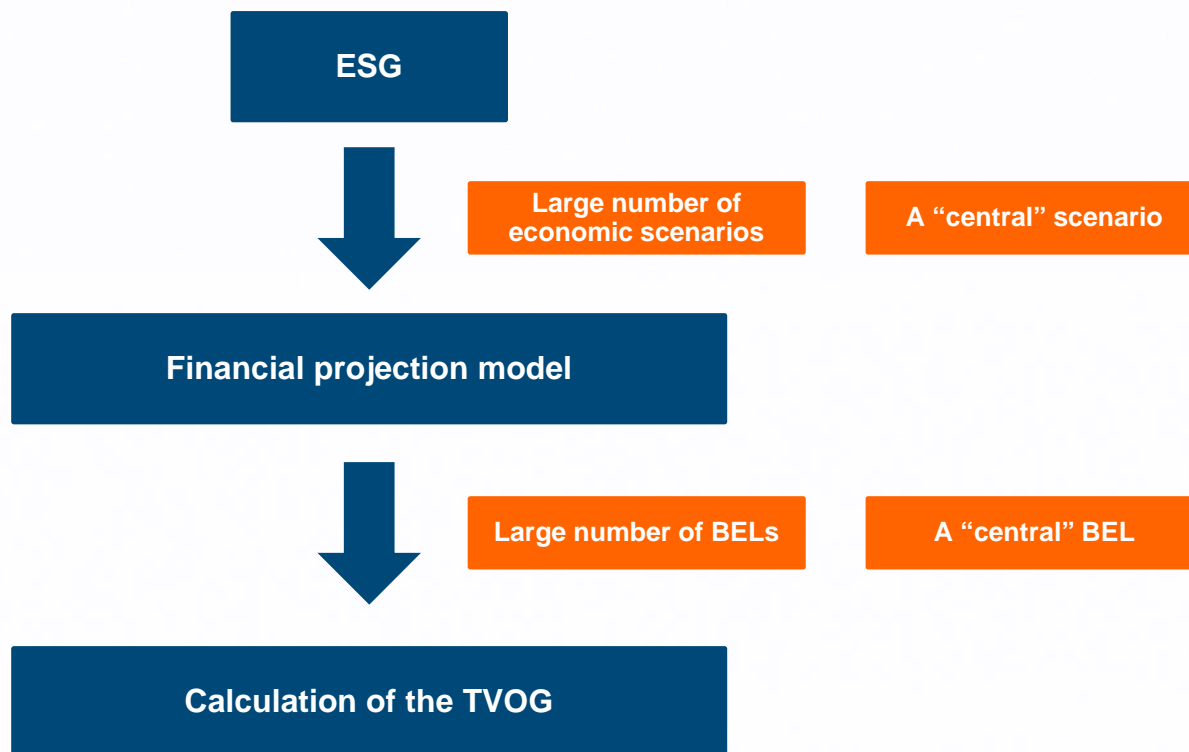 ESG
Large number of
economic scenarios
A “central” scenario
Financial projection model
Large number of BELs
A “central” BEL
Calculation of the TVOG